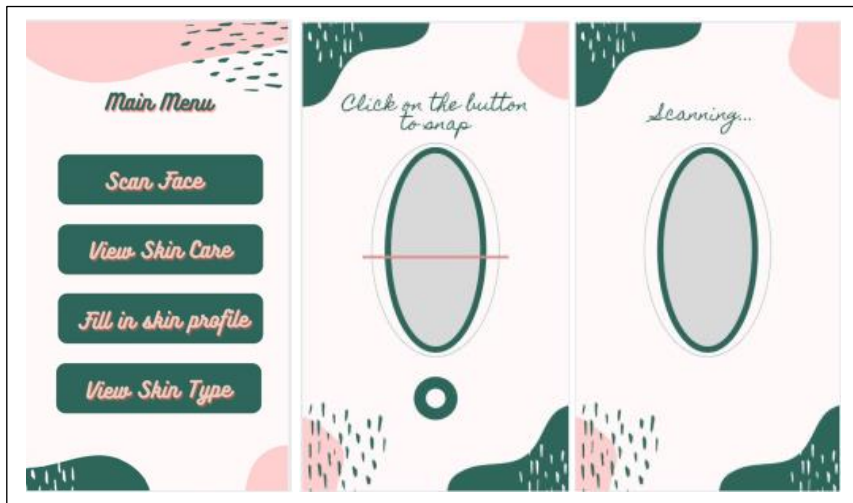 Main Menu
Scan Face
View Skin Care
Fill in skin profile
View Skin Type
Click on the button
to snap
Scanning...